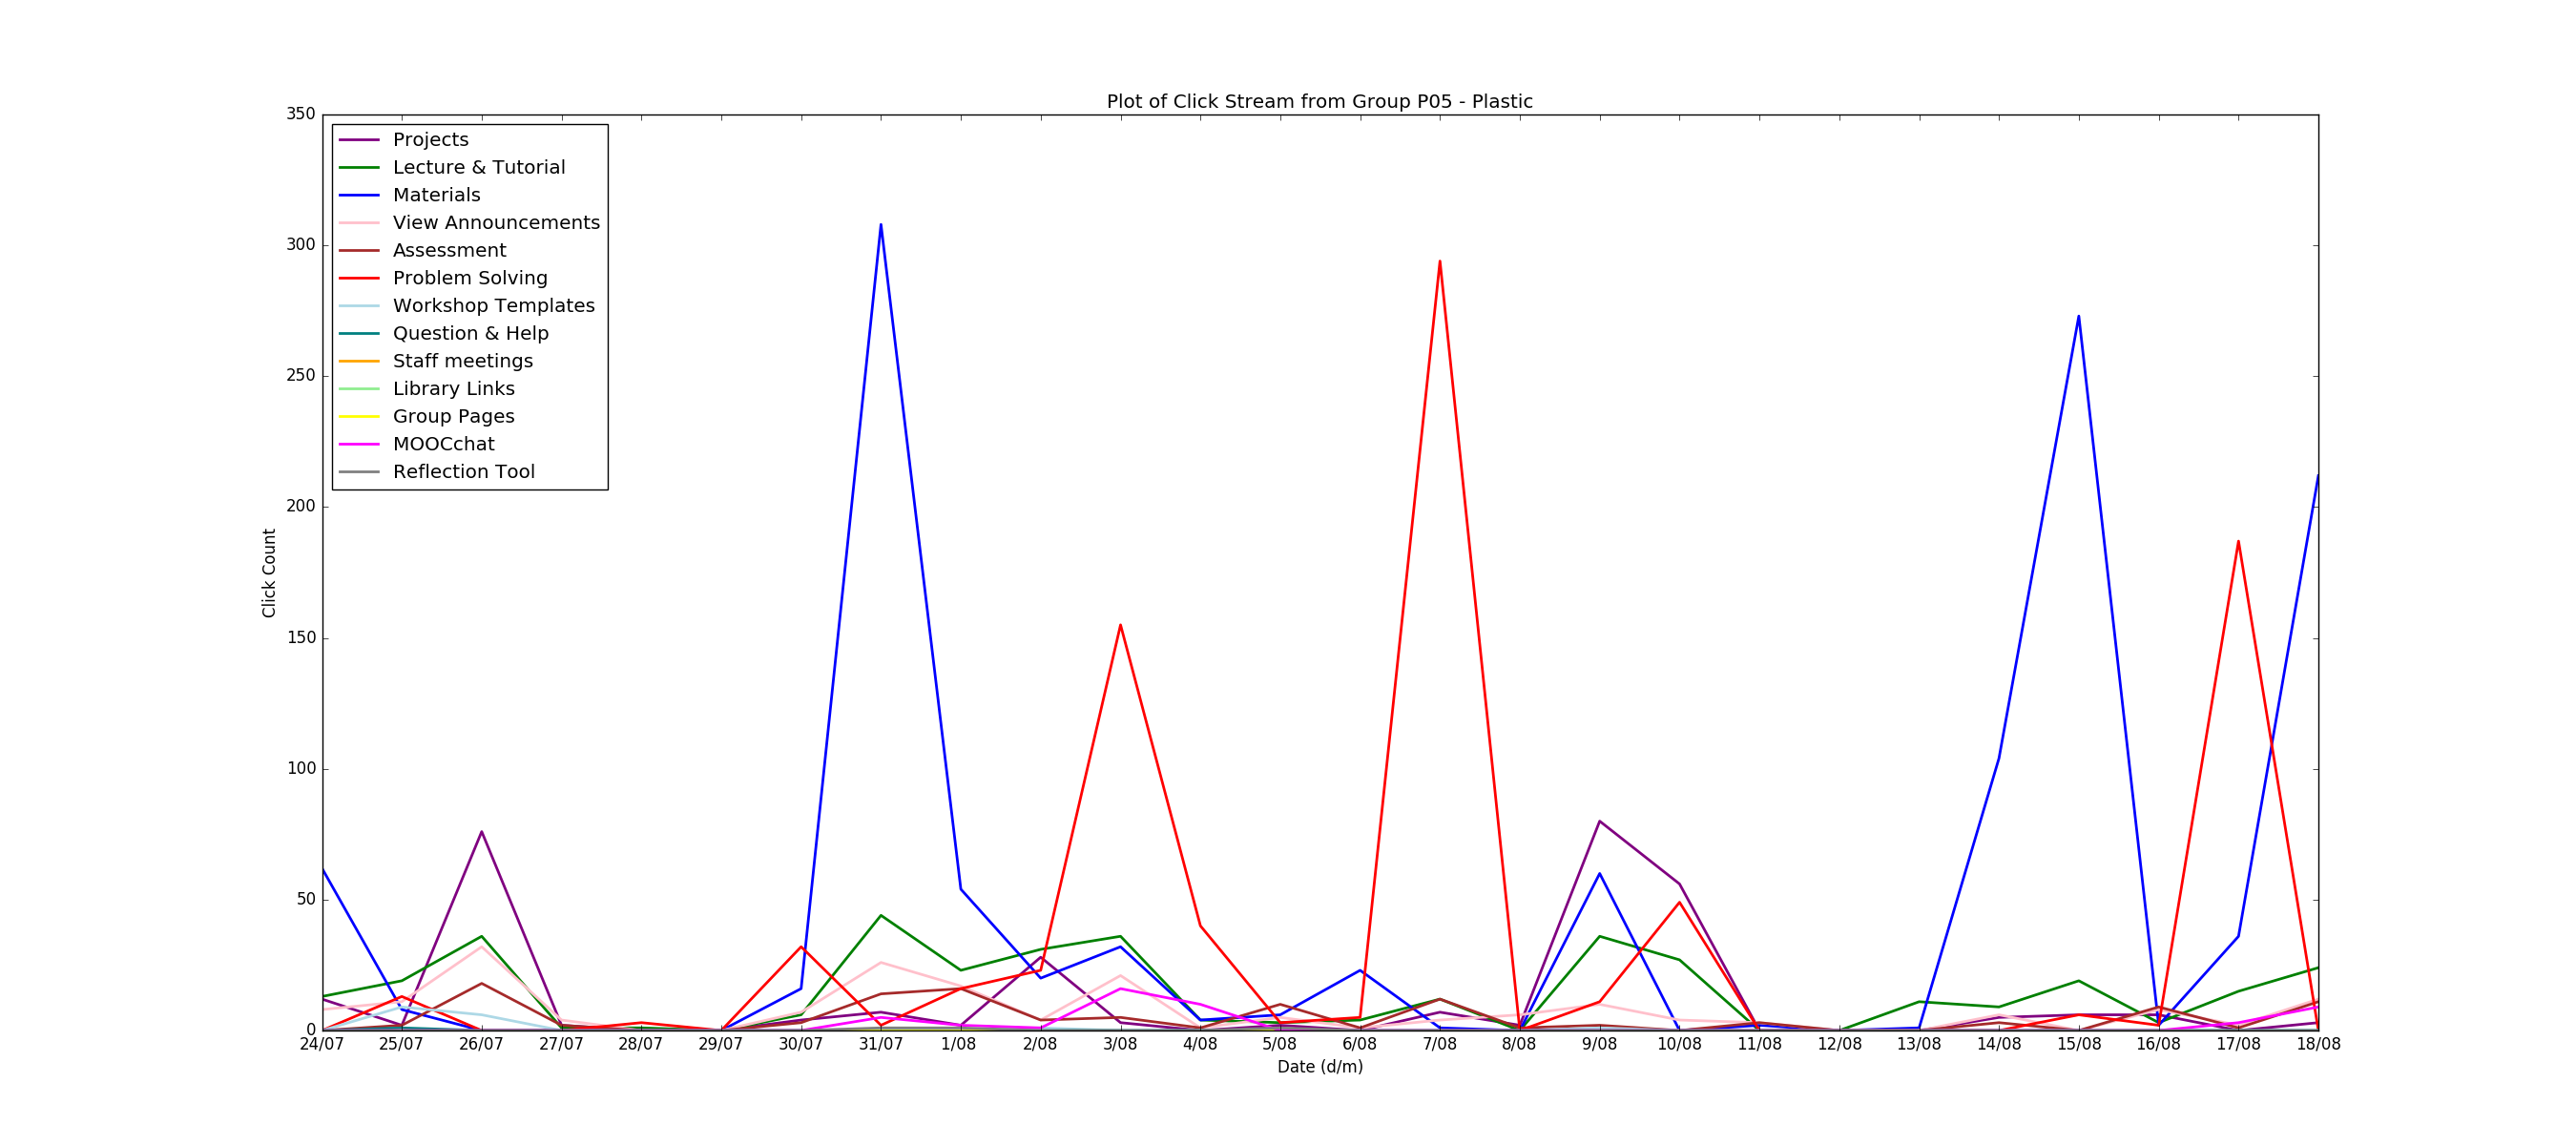 Plot of Click Stream from Group P05 - Plastic
350
300
250
200
150
100
50
0
Click Count
Projects
Lecture & Tutorial
Materials
View Announcements
Assessment
Problem Solving
Workshop Templates
Question & Help
Staff meetings
Library Links
Group Pages
MOOCchat
Reflection Tool
24/07 25/07 26/07 27/07 28/07 29/07 30/07 31/07 1/08 2/08 3/08 4/08 5/08 6/08 7/08 8/08 9/08 10/08 11/08 12/08 13/08 14/08 15/08 16/08 17/08 18/08
Date (d/m)